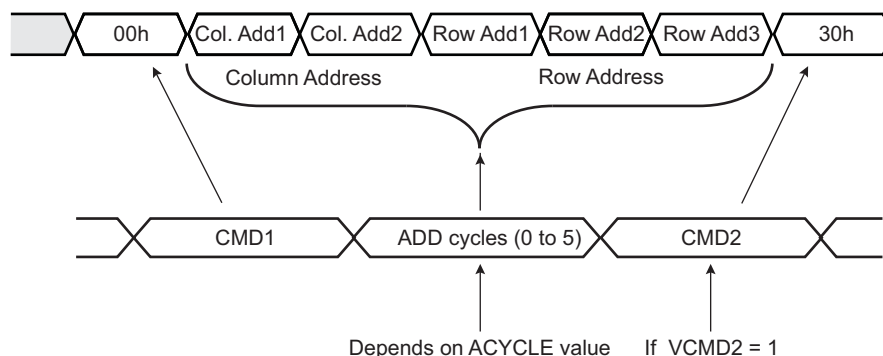 00h Col. Add1 Col. Add2 Row Add1 Row Add2 Row Add3 30h
Column Address Row Address
CMD1 ADD cycles (0 to 5) CMD2
Depends on ACYCLE value If VCMD2 = 1